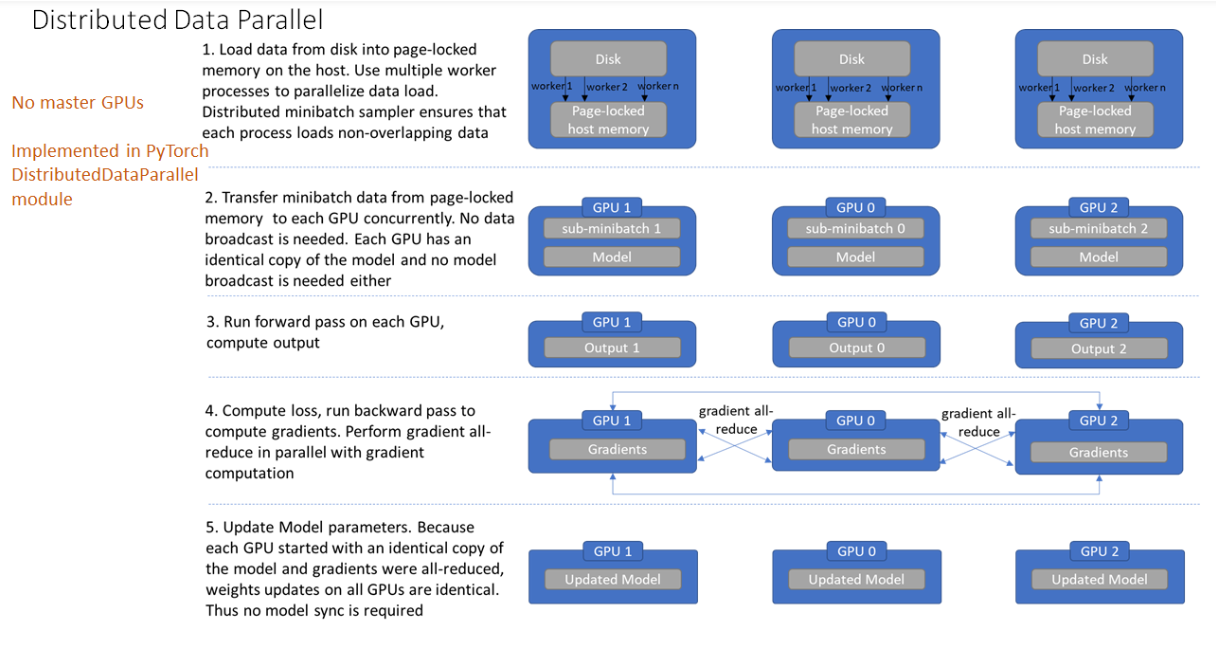 Distributed Data Parallel
No master GPUs
Implemented in PyTorch
DistributedDataParallel
module
1. Load data from disk into page-locked
memory on the host. Use multiple worker
processes to parallelize data load.
Distributed minibatch sampler ensures that
each process loads non-overlapping data
Disk
worker1 worker 2 worker n
Page-locked
host memory
Disk
worker1 worker 2 worker n
Page-locked
host memory
Disk
worker1 worker 2 worker n
Page-locked
host memory
2. Transfer minibatch data from page-locked
memory to each GPU concurrently. No data
broadcast is needed. Each GPU has an
identical copy of the model and no model
broadcast is needed either
GPU 1
sub-minibatch 1
Model
GPU 0
sub-minibatch 0
Model
GPU 2
sub-minibatch 2
Model
3. Run forward pass on each GPU,
compute output
GPU 1
Output 1
GPU 0
Output 0
GPU 2
Output 2
4. Compute loss, run backward pass to
compute gradients. Perform gradient all-
reduce in parallel with gradient
computation
GPU 1
Gradients
gradient all-
reduce
GPU 0
Gradients
gradient all-
reduce
GPU 2
Gradients
5. Update Model parameters. Because
each GPU started with an identical copy of
the model and gradients were all-reduced,
weights updates on all GPUs are identical.
Thus no model sync is required
GPU 1
Updated Model
GPU 0
Updated Model
GPU 2
Updated Model